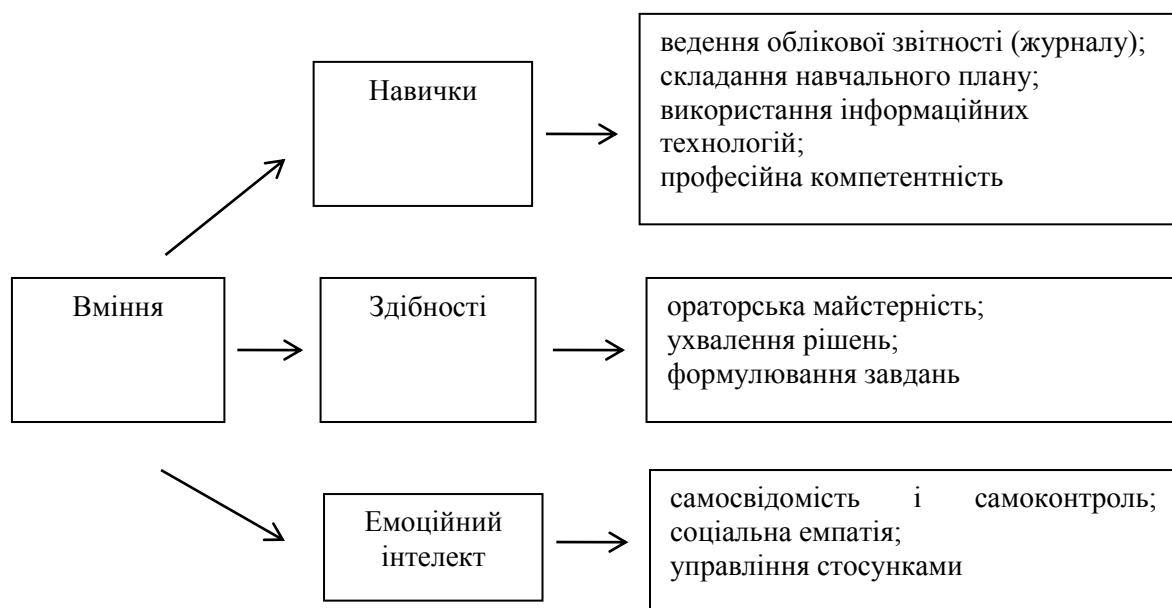 Навички
ведення облікової звітності (журналу);
складання навчального плану;
використання інформаційних
технологій;
професійна компетентність
Вміння
Здібності
ораторська майстерність;
ухвалення рішень;
формулювання завдань
Емоційний
інтелект
самосвідомість і самоконтроль;
соціальна емпатія;
управління стосунками